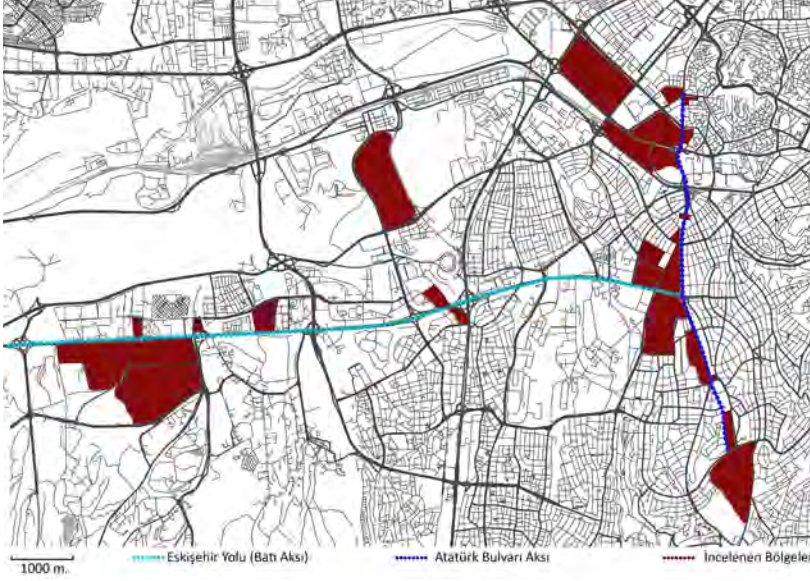 1000 m.
Eskişehir Yolu (Batı Aksı)
Atatürk Bulvarı Aksı
İncelenen Bölgeler